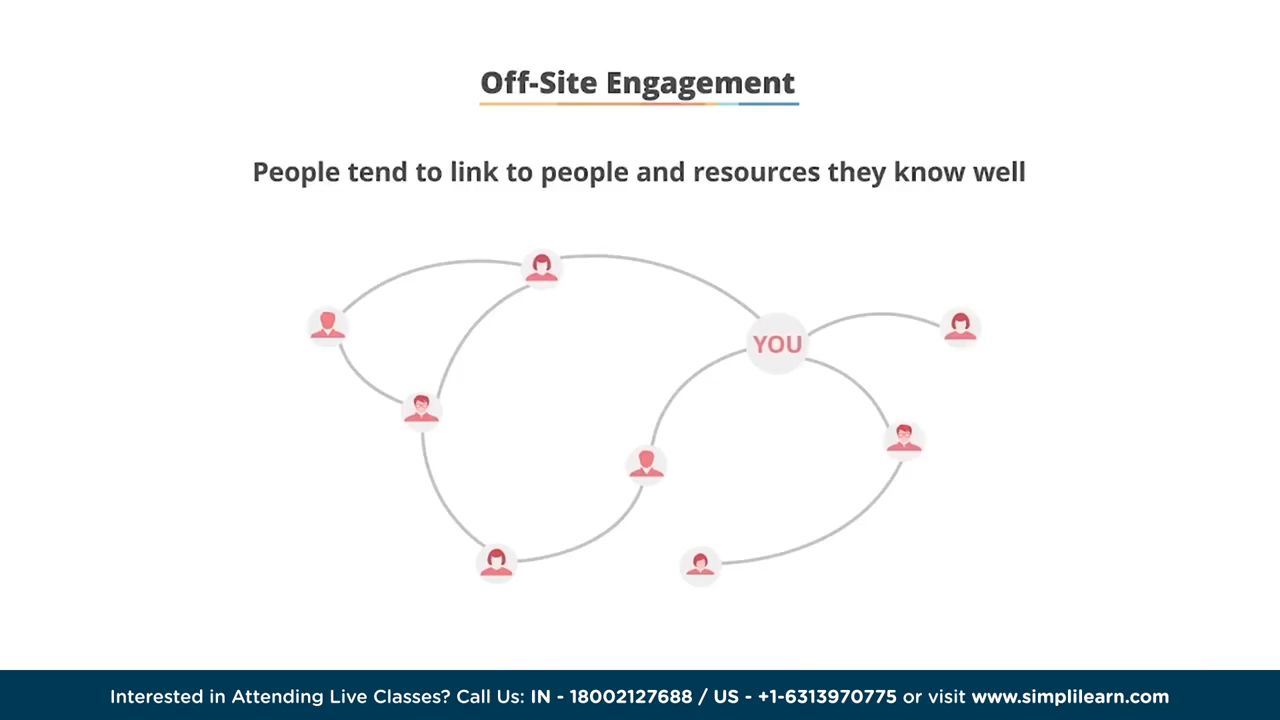 Off-Site Engagement
People tend to link to people and resources they know well
YOU
Interested in Attending Live Classes? Call Us: IN - 18002127688 / US - +1-6313970775 or visit www.simplilearn.com